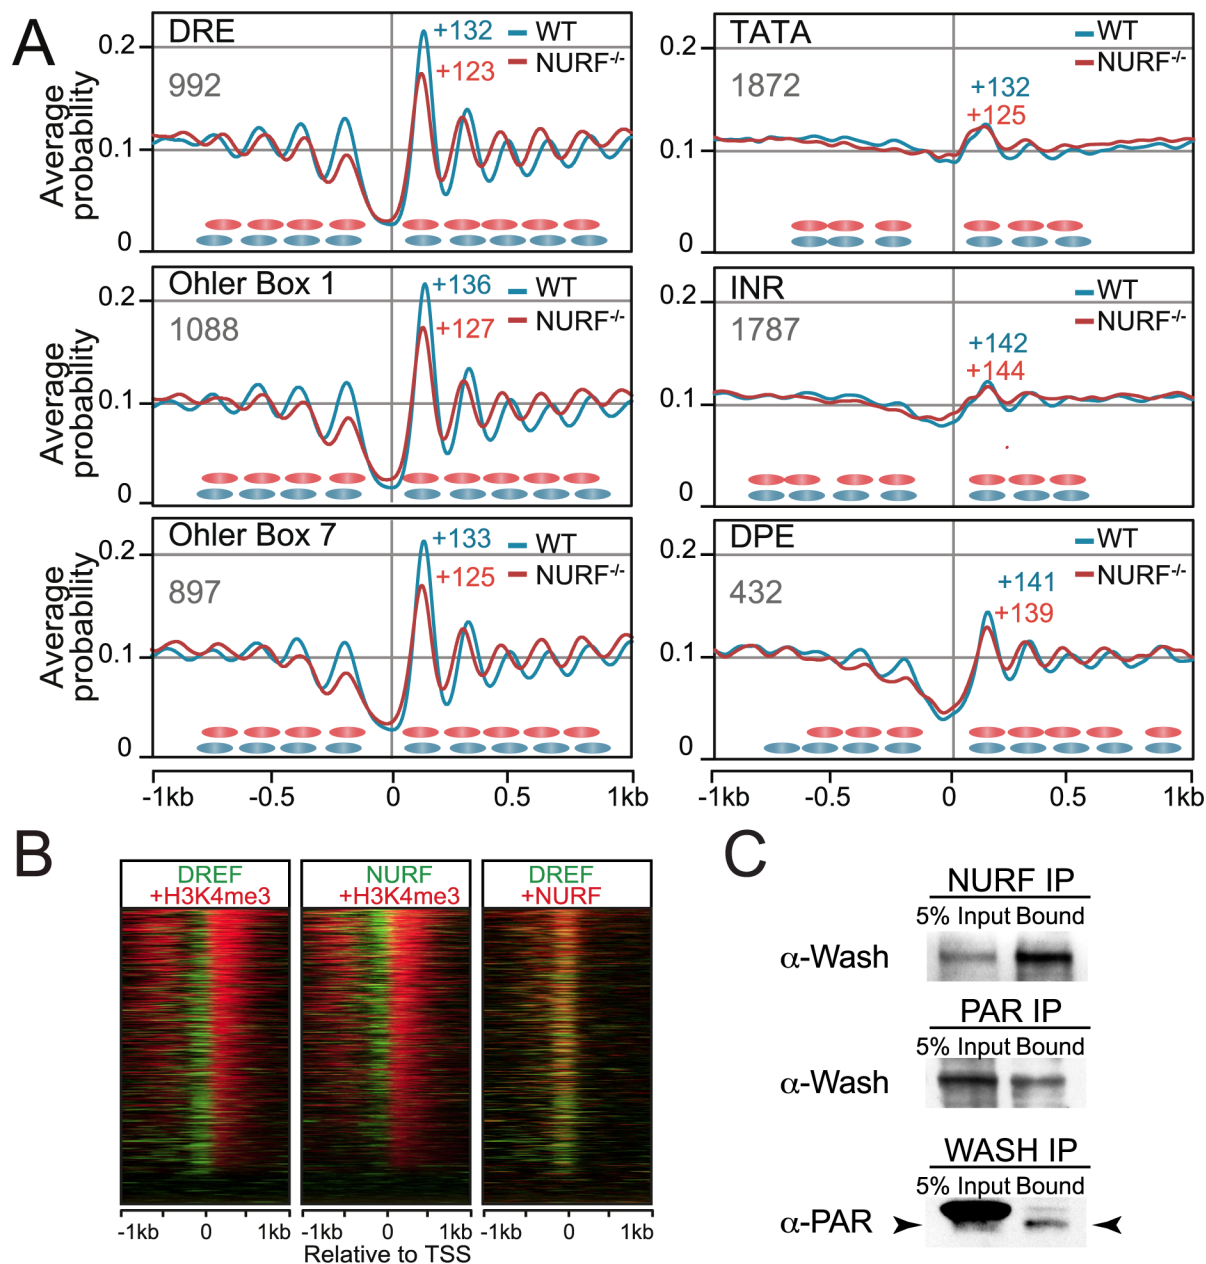 A
DRE
992
+132
+123
WT
NURF-/-
Average probability
0.2
0.1
0
TATA
1872
+132
+125
WT
NURF-/-
0.2
0.1
0
Ohler Box 1
1088
+136
+127
WT
NURF-/-
Average probability
0.2
0.1
0
INR
1787
+142
+144
WT
NURF-/-
0.2
0.1
0
Ohler Box 7
897
+133
+125
WT
NURF-/-
Average probability
0.2
0.1
0
-1kb -0.5 0 0.5 1kb
DPE
432
+141
+139
WT
NURF-/-
0.2
0.1
0
-1kb -0.5 0 0.5 1kb
B
DREF
+H3K4me3
NURF
+H3K4me3
DREF
+NURF
-1kb 0 1kb
-1kb 0 1kb
-1kb 0 1kb
Relative to TSS
C
NURF IP
5% Input Bound
α-Wash
PAR IP
5% Input Bound
α-Wash
WASH IP
5% Input Bound
α-PAR